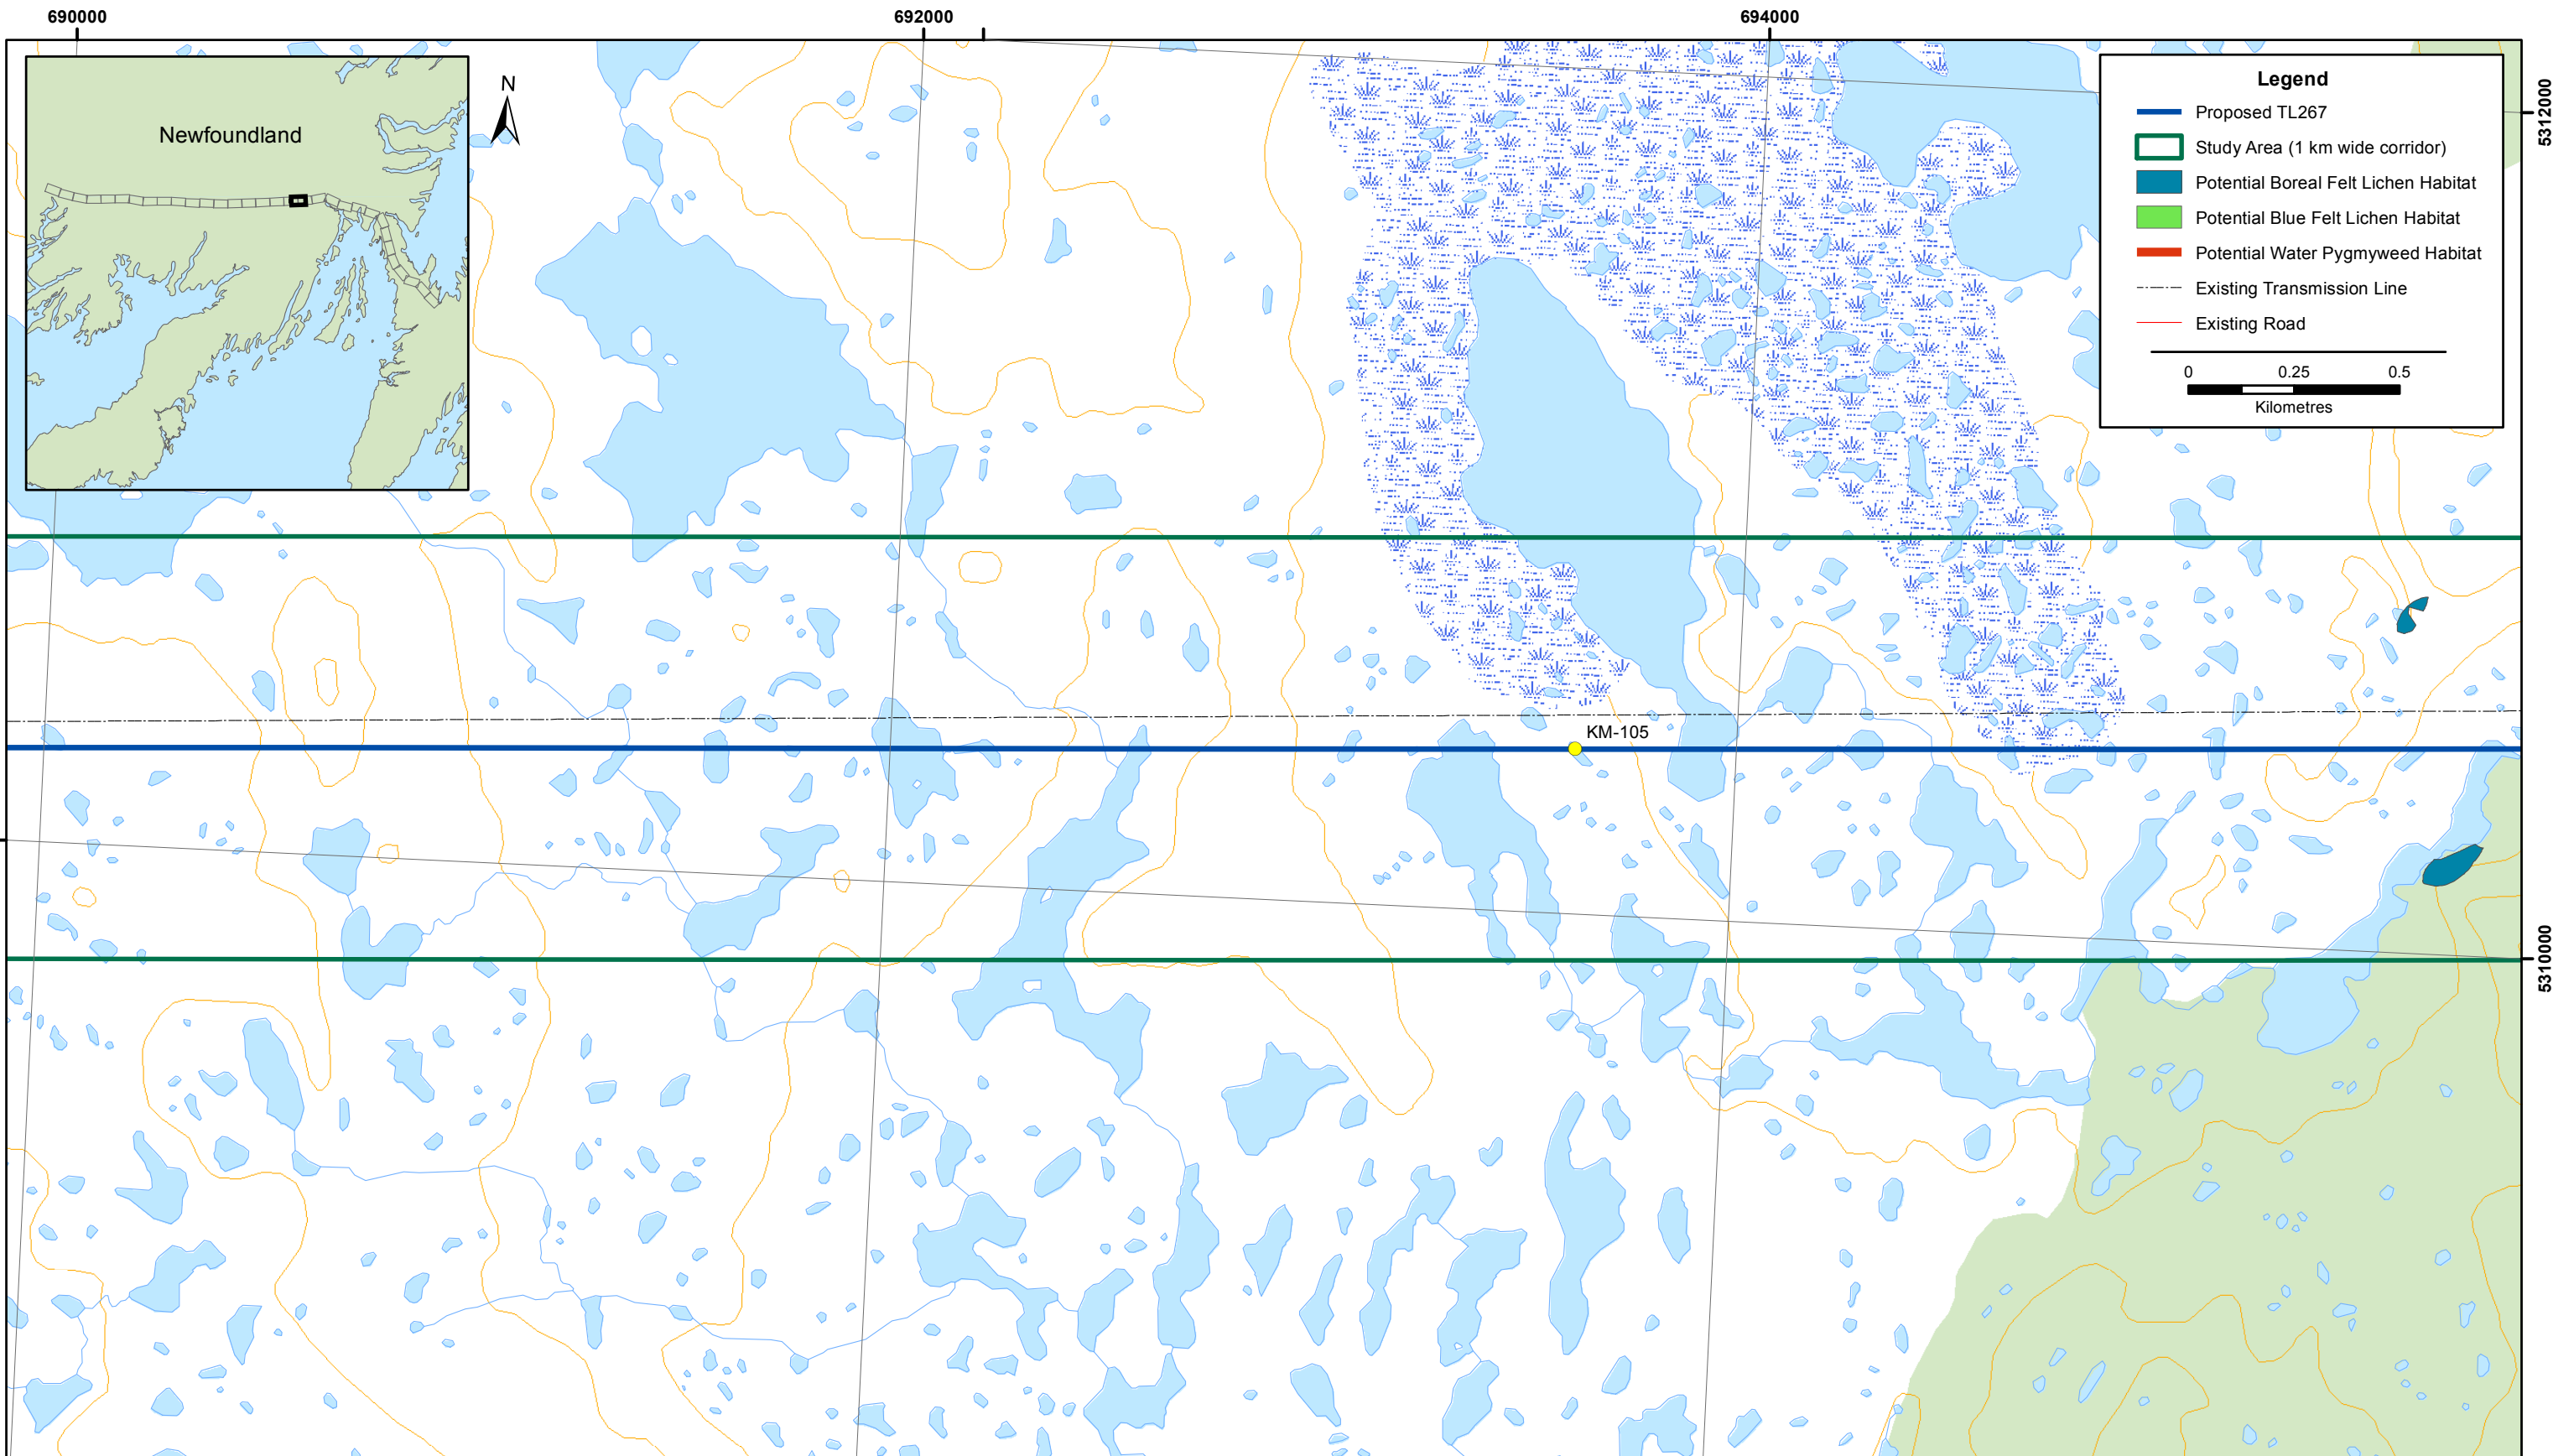 690000
692000
694000
5312000
5310000
Newfoundland
N
Legend
Proposed TL267
Study Area (1 km wide corridor)
Potential Boreal Felt Lichen Habitat
Potential Blue Felt Lichen Habitat
Potential Water Pygmyweed Habitat
Existing Transmission Line
Existing Road
0 0.25 0.5
Kilometres
KM-105